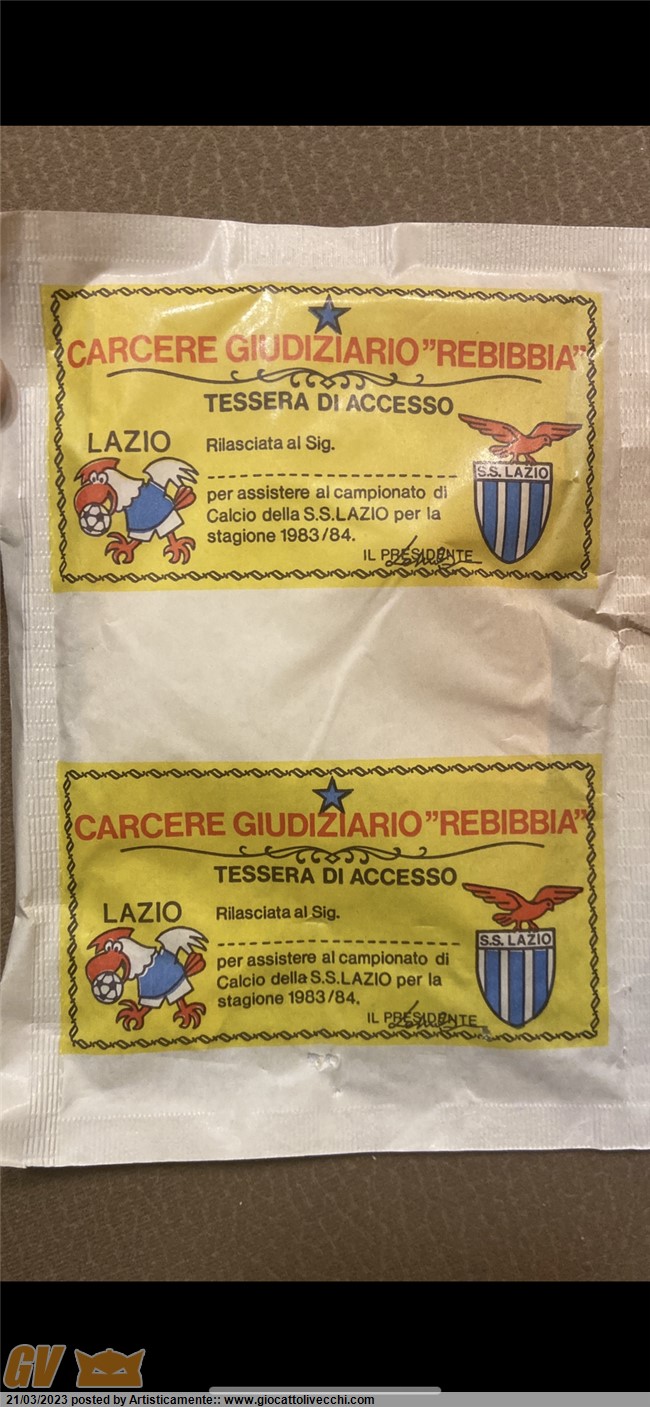 CARCERE GIUDIZIARIO "REBIBBIA"
TESSERA DI ACCESSO
LAZIO
Rilasciata al Sig.
S.S. LAZIO
per assistere al campionato di
Calcio della S.S.LAZIO per la
stagione 1983/84.
IL PRESIDENTE
CARCERE GIUDIZIARIO "REBIBBIA"
TESSERA DI ACCESSO
LAZIO
Rilasciata al Sig.
S.S. LAZIO
per assistere al campionato di
Calcio della S.S.LAZIO per la
stagione 1983/84.
IL PRESIDENTE
GV
21/03/2023 posted by Artisticamente:: www.giocattolivecchi.com